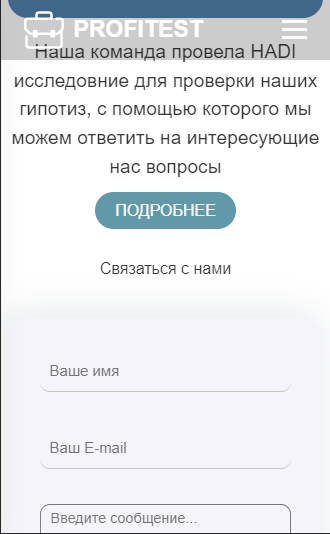 PROFITEST
Наша команда провела HADI
исследовние для проверки наших
гипотиз, с помощью которого мы
можем ответить на интересующие
нас вопросы
ПОДРОБНЕЕ
Связаться с нами
Ваше имя
Ваш E-mail
Введите сообщение...